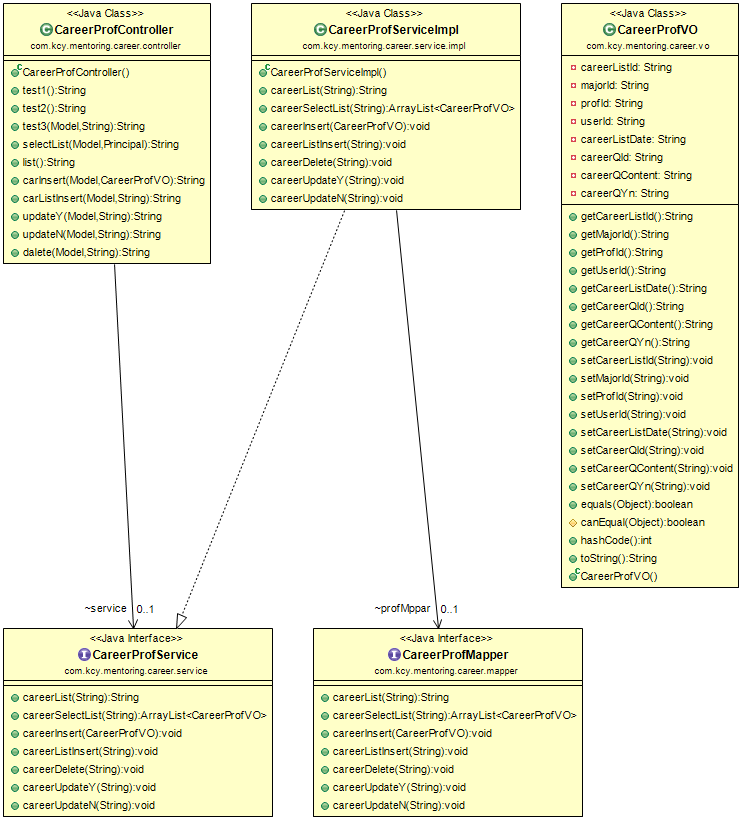 <<Java Class>>
CareerProfController
com.kcy.mentoring.career.controller
CareerProfController()
test1():String
test2():String
test3(Model,String):String
selectList(Model,Principal):String
list():String
carInsert(Model,CareerProfVO):String
carListInsert(Model,String):String
updateY(Model,String):String
updateN(Model,String):String
dalete(Model,String):String
<<Java Class>>
CareerProfServiceImpl
com.kcy.mentoring.career.service.impl
CareerProfServiceImpl()
careerList(String):String
careerSelectList(String):ArrayList<CareerProfVO>
careerInsert(CareerProfVO):void
careerListInsert(String):void
careerDelete(String):void
careerUpdateY(String):void
careerUpdateN(String):void
<<Java Class>>
CareerProfVO
com.kcy.mentoring.career.vo
careerListId: String
majorId: String
profId: String
userId: String
careerListDate: String
careerQId: String
careerQContent: String
careerQYn: String
getCareerListId():String
getMajorId():String
getProfId():String
getUserId():String
getCareerListDate():String
getCareerQId():String
getCareerQContent():String
getCareerQYn():String
setCareerListId(String):void
setMajorId(String):void
setProfId(String):void
setUserId(String):void
setCareerListDate(String):void
setCareerQId(String):void
setCareerQContent(String):void
setCareerQYn(String):void
equals(Object):boolean
canEqual(Object):boolean
hashCode():int
toString():String
CareerProfVO()
~service 0..1
~profMppar 0..1
<<Java Interface>>
CareerProfService
com.kcy.mentoring.career.service
careerList(String):String
careerSelectList(String):ArrayList<CareerProfVO>
careerInsert(CareerProfVO):void
careerListInsert(String):void
careerDelete(String):void
careerUpdateY(String):void
careerUpdateN(String):void
<<Java Interface>>
CareerProfMapper
com.kcy.mentoring.career.mapper
careerList(String):String
careerSelectList(String):ArrayList<CareerProfVO>
careerInsert(CareerProfVO):void
careerListInsert(String):void
careerDelete(String):void
careerUpdateY(String):void
careerUpdateN(String):void